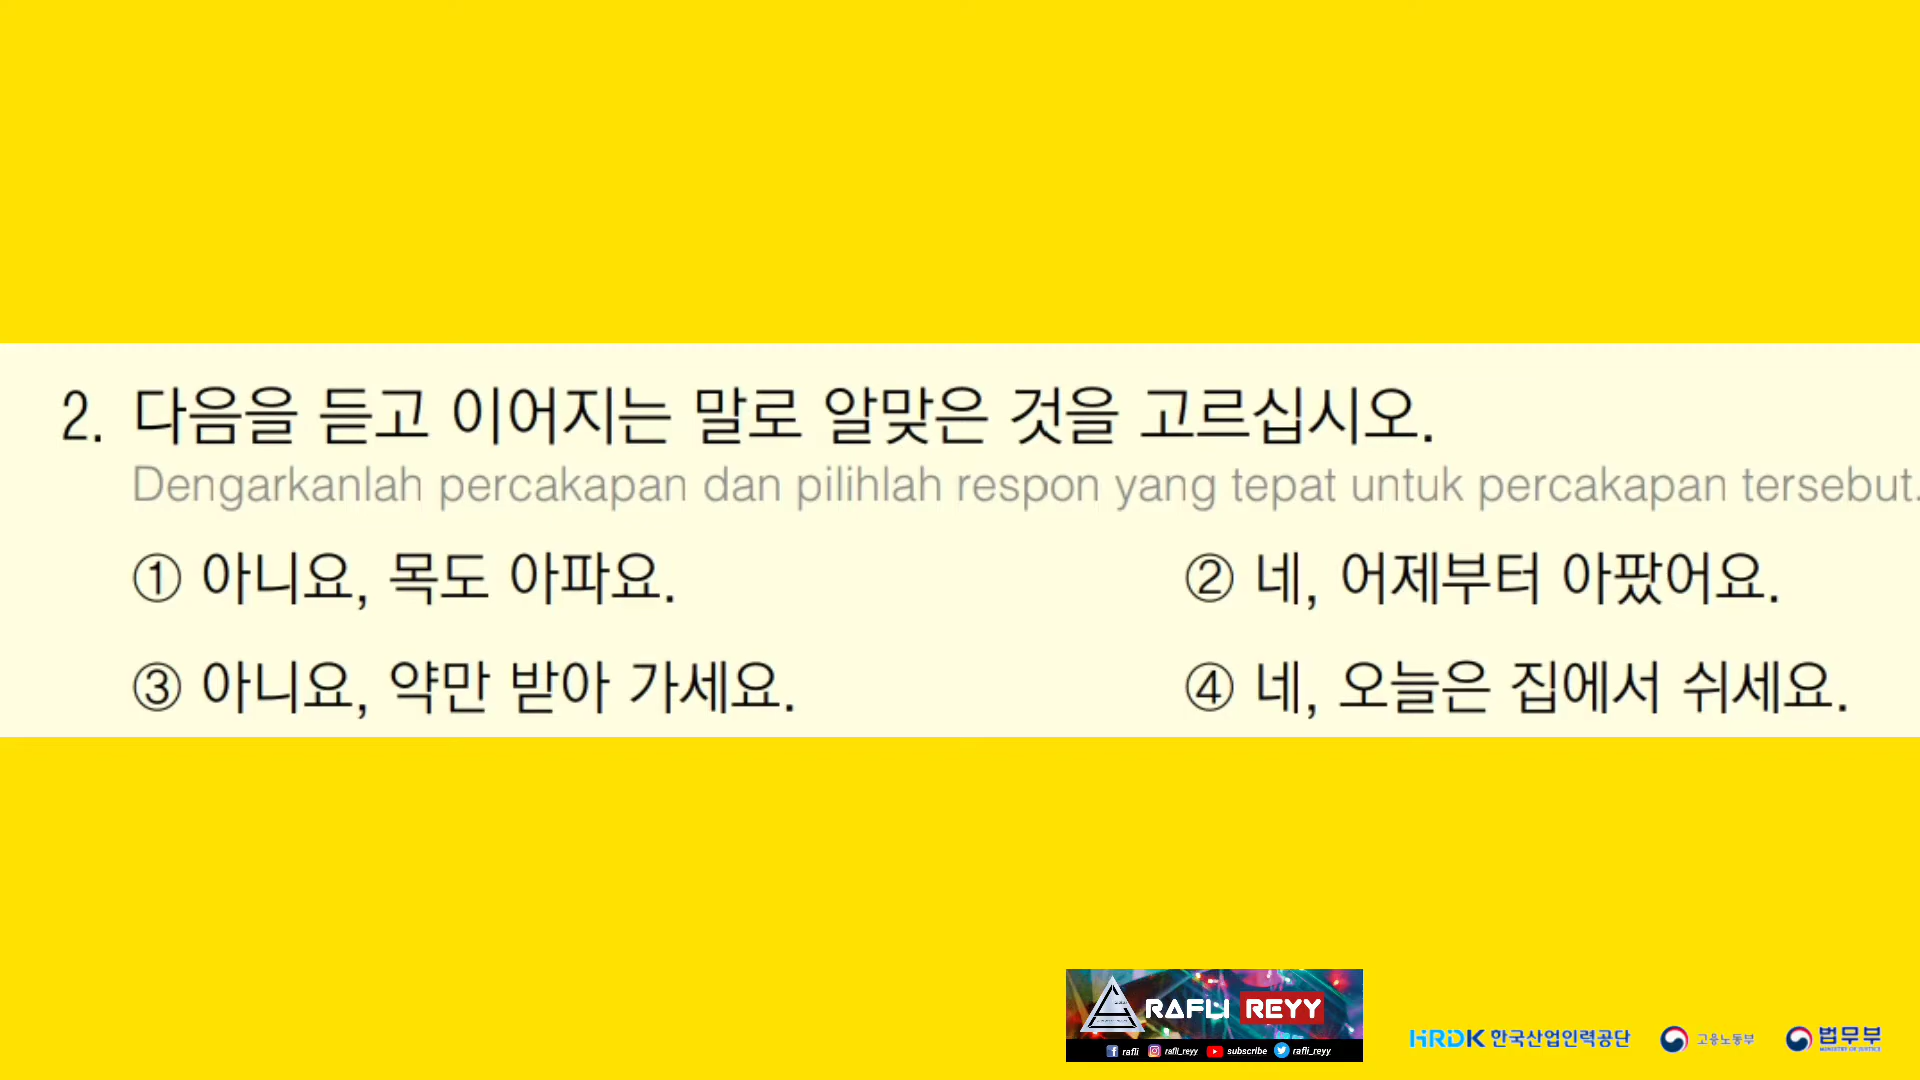 2. 다음을 듣고 이어지는 말로 알맞은 것을 고르십시오.
Dengarkanlah percakapan dan pilihlah respon yang tepat untuk percakapan tersebut.
① 아니요, 목도 아파요.
② 네, 어제부터 아팠어요.
③ 아니요, 약만 받아 가세요.
④ 네, 오늘은 집에서 쉬세요.
RAFLI REYY
rafli rafli_reyy subscribe rafli_reyy
HRDK 한국산업인력공단 고용노동부 법무부
MINISTRY OF JUSTICE